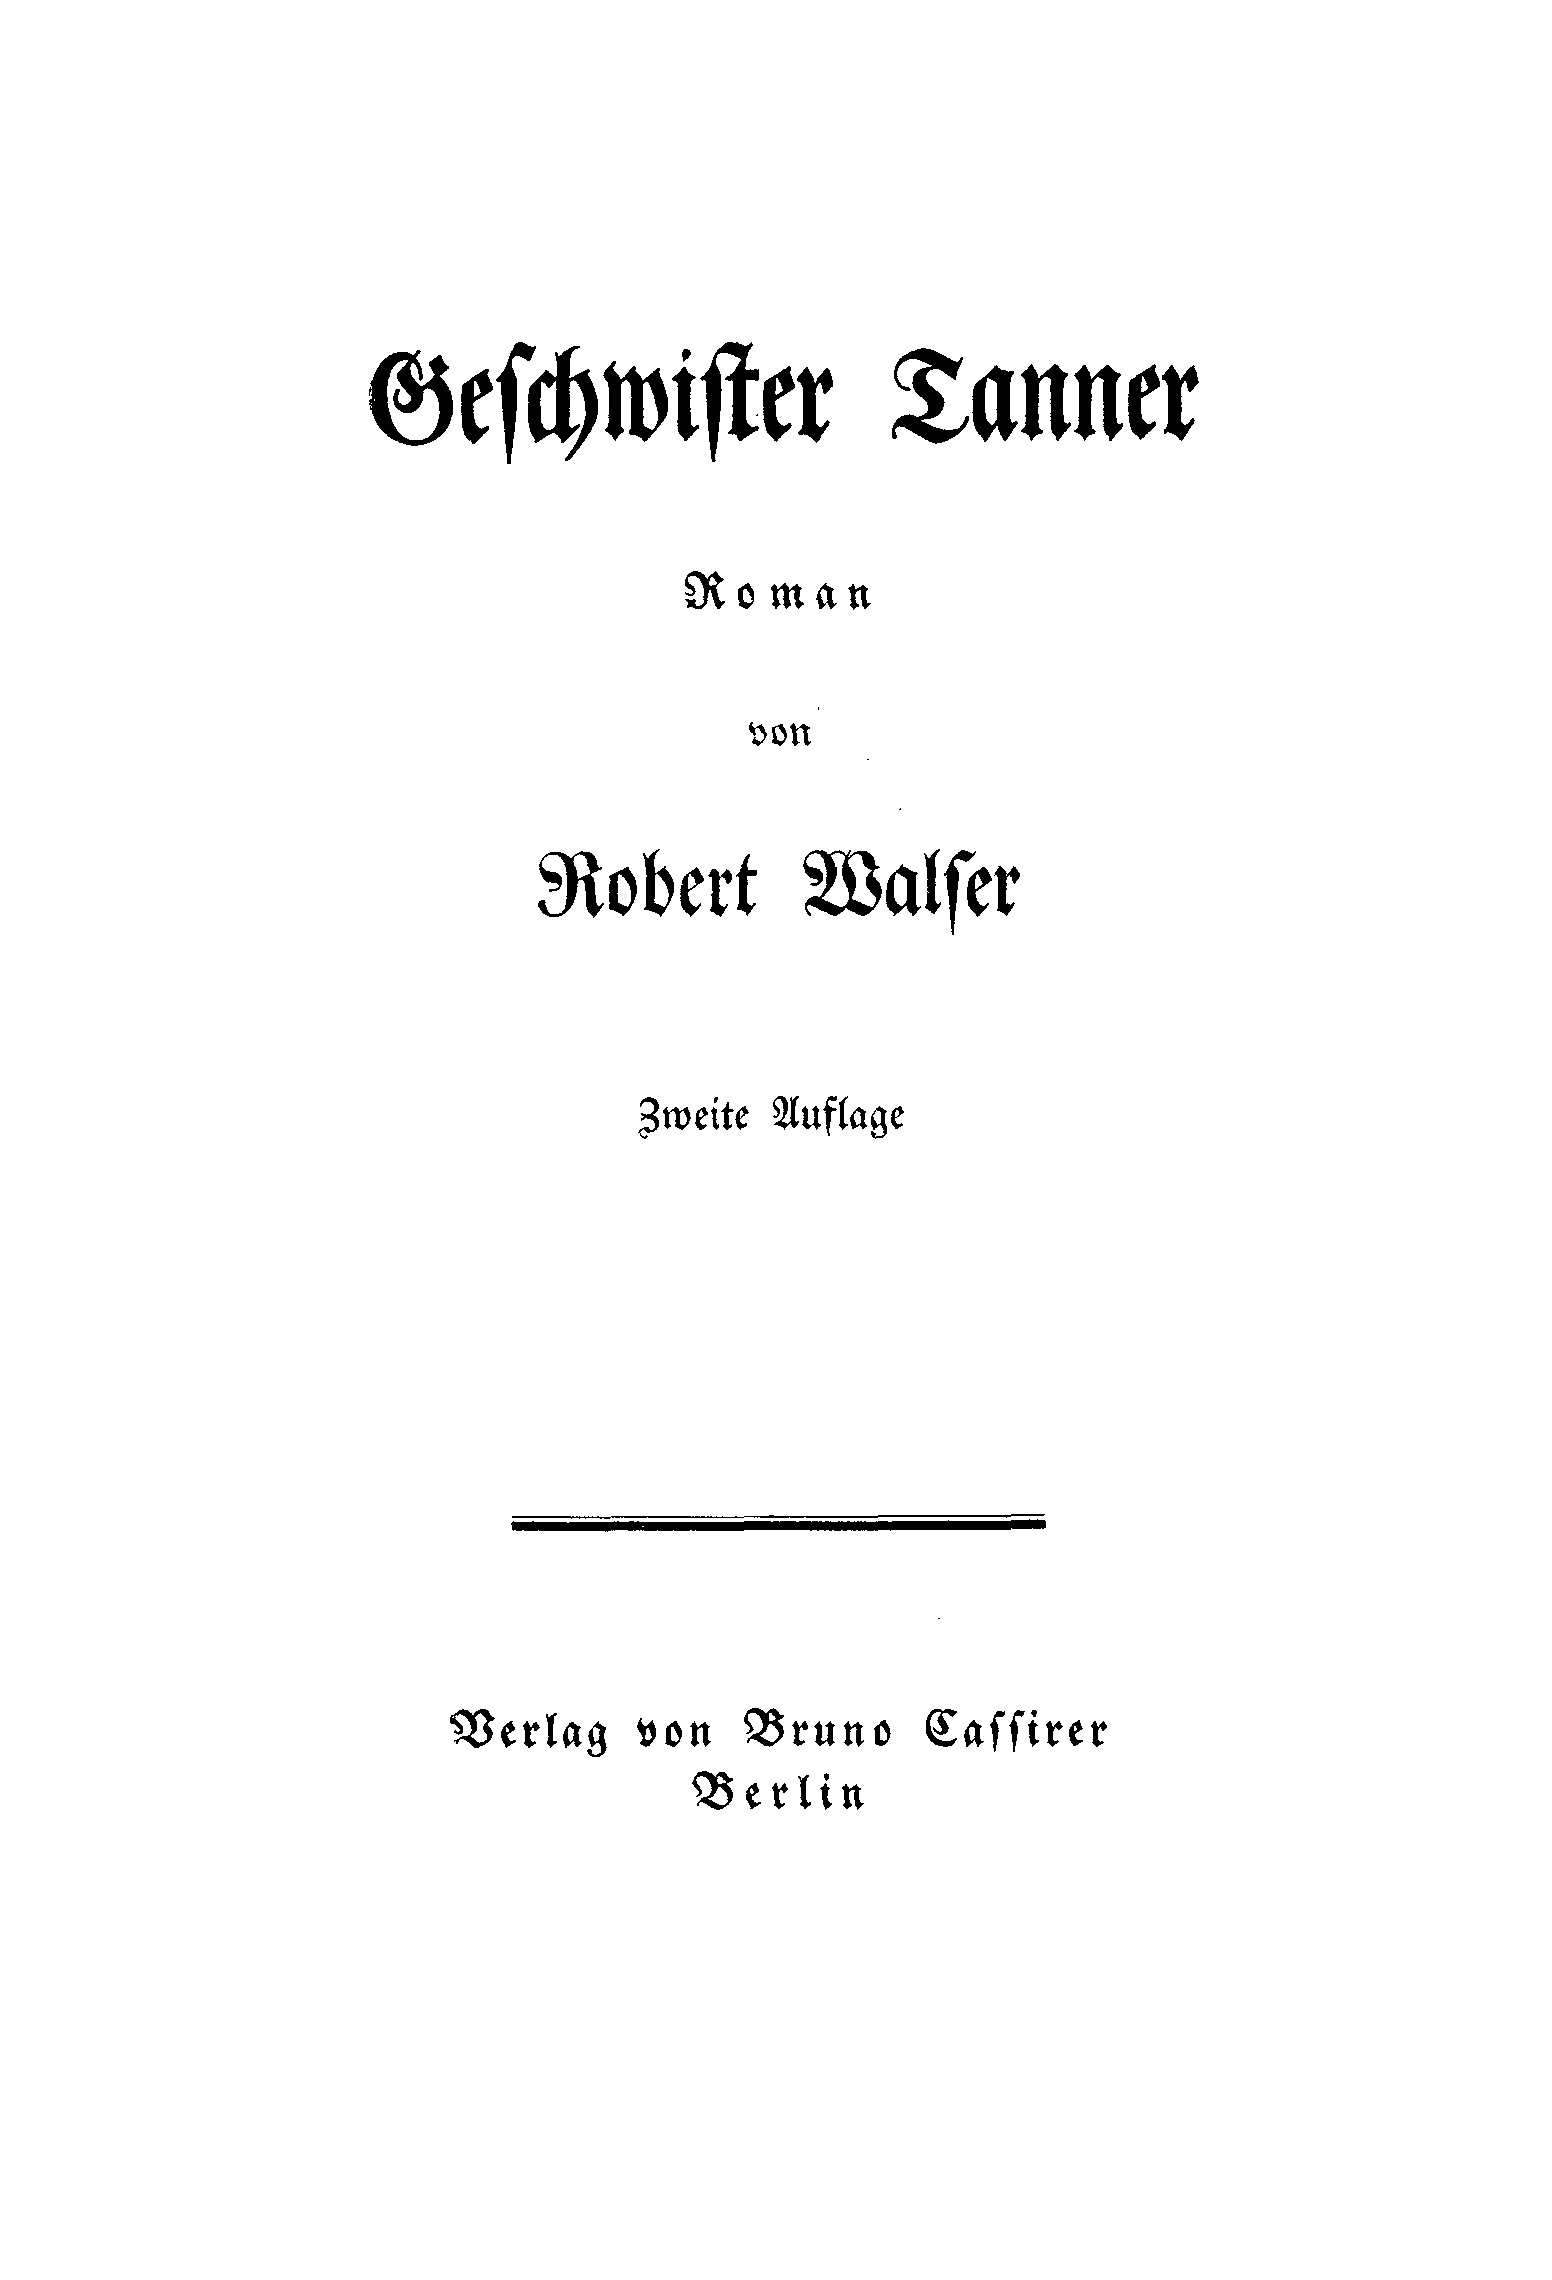 Geſchwiſter Tanner
Roman
von
Robert Walſer
Zweite Auflage
Verlag von Bruno Caſſirer
Berlin